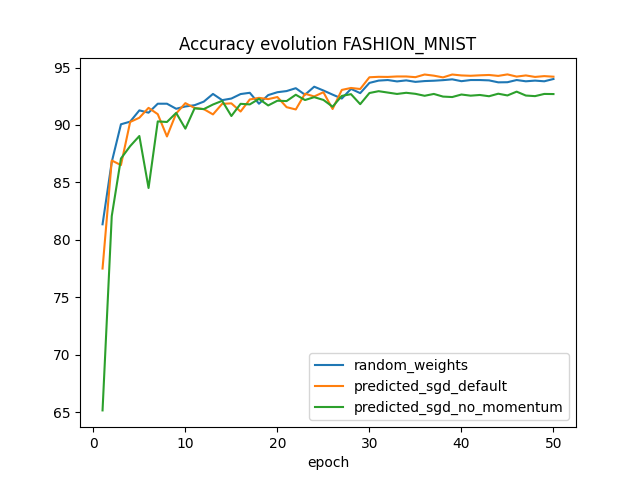 Accuracy evolution FASHION_MNIST
95
90
85
80
75
70
65
random_weights
predicted_sgd_default
predicted_sgd_no_momentum
0 10 20 30 40 50
epoch